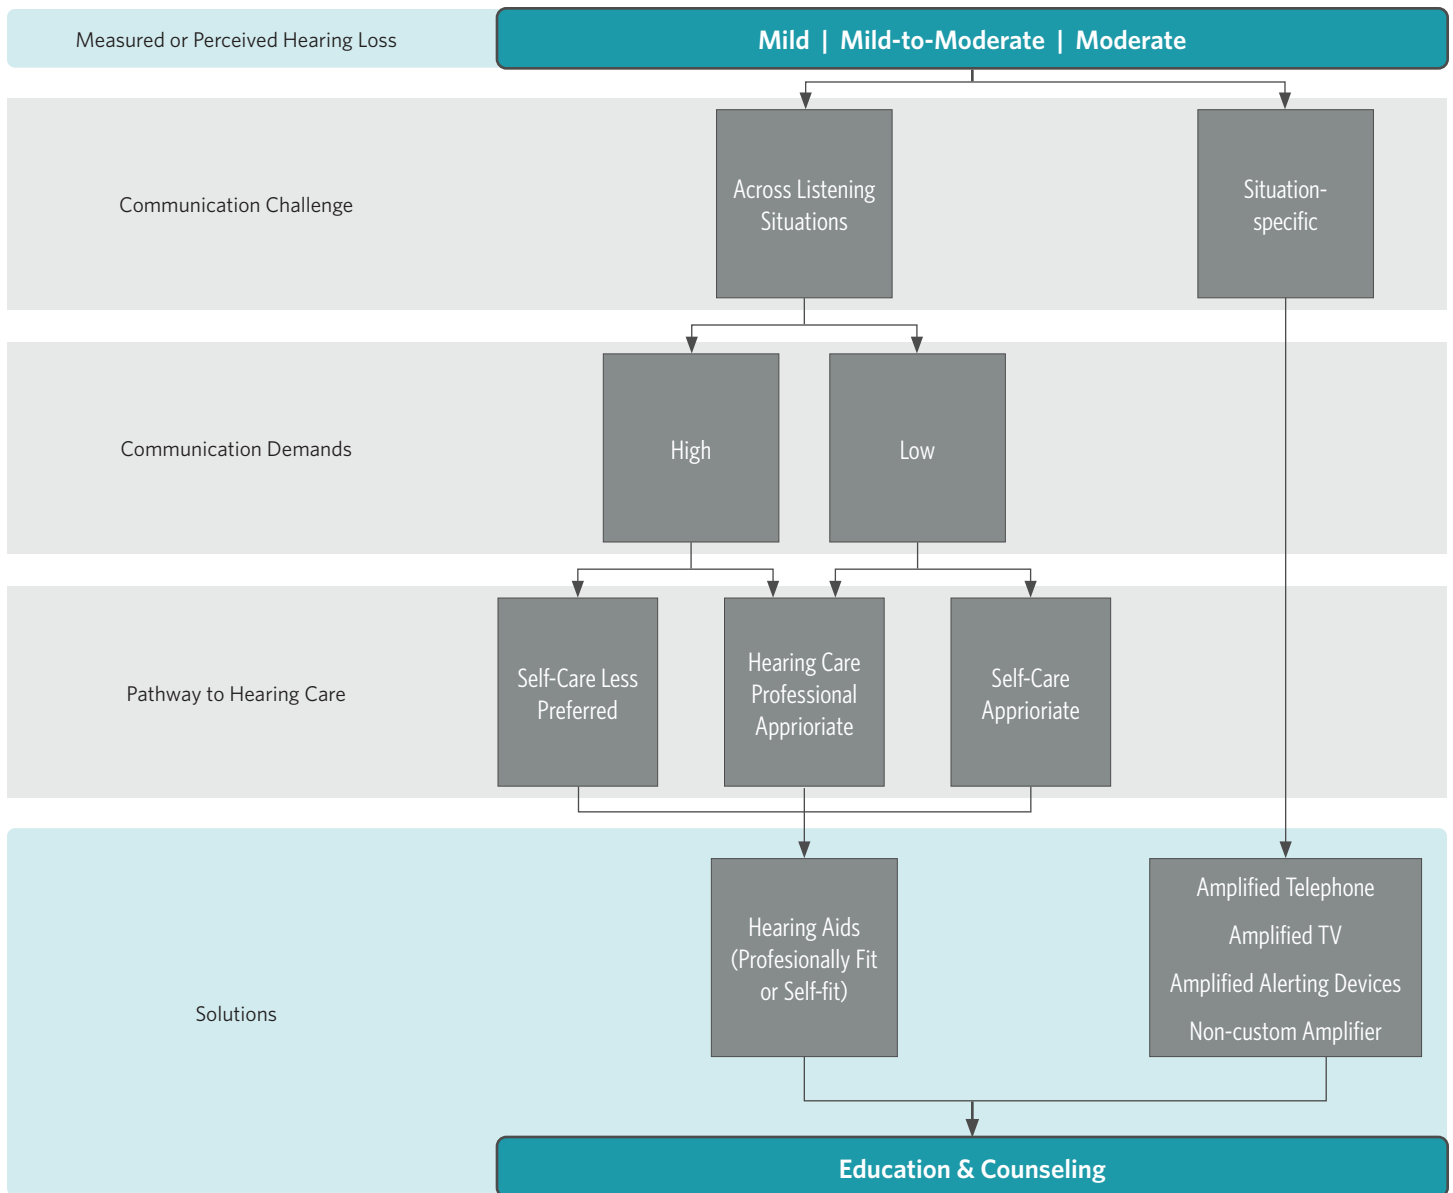 Measured or Perceived Hearing Loss
Mild | Mild-to-Moderate | Moderate
Communication Challenge
Across Listening
Situations
Situation-
specific
Communication Demands
High
Low
Pathway to Hearing Care
Self-Care Less
Preferred
Hearing Care
Professional
Apprioriate
Self-Care
Apprioriate
Solutions
Hearing Aids
(Profesionally Fit
or Self-fit)
Amplified Telephone
Amplified TV
Amplified Alerting Devices
Non-custom Amplifier
Education & Counseling